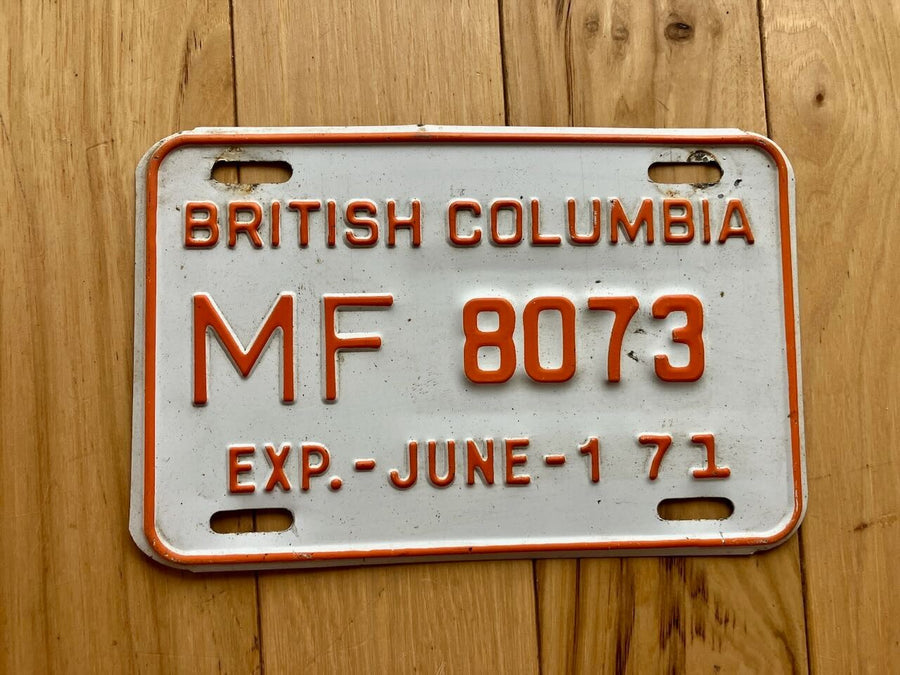 BRITISH COLUMBIA
MF 8073
EXP.-JUNE-1 71